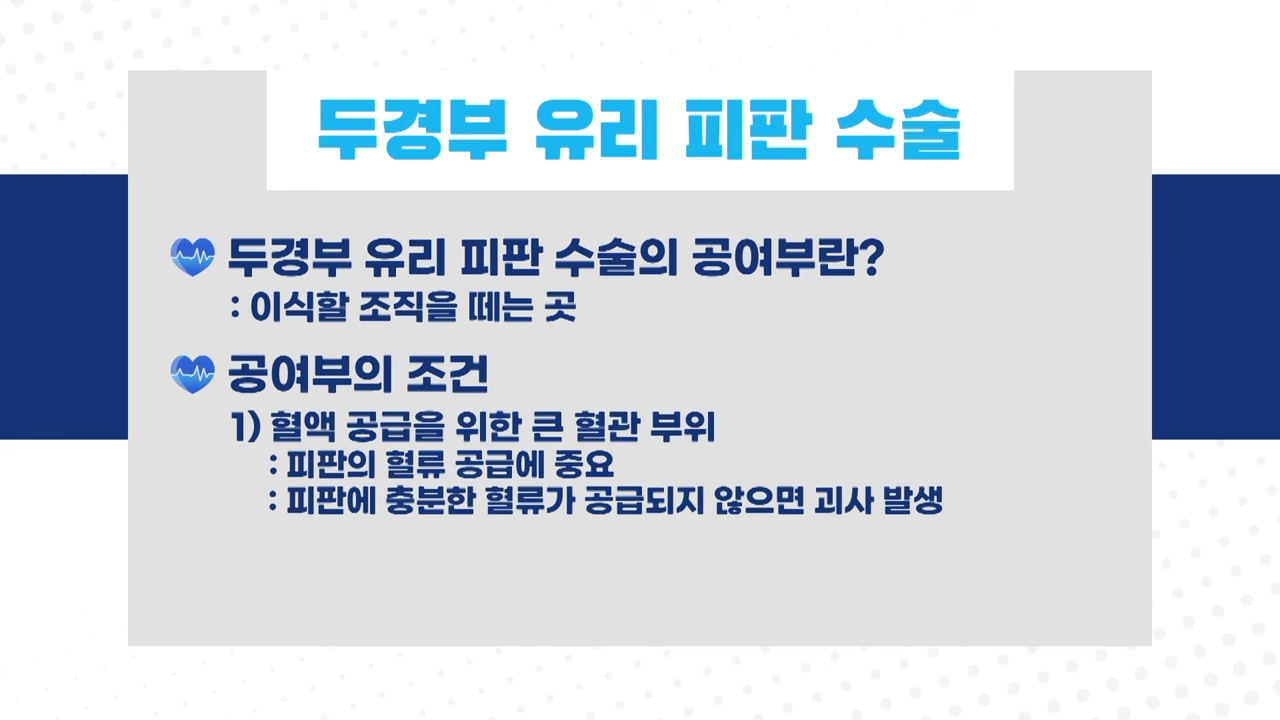 두경부 유리 피판 수술
두경부 유리 피판 수술의 공여부란?
: 이식할 조직을 떼는 곳
공여부의 조건
1) 혈액 공급을 위한 큰 혈관 부위
: 피판의 혈류 공급에 중요
: 피판에 충분한 혈류가 공급되지 않으면 괴사 발생